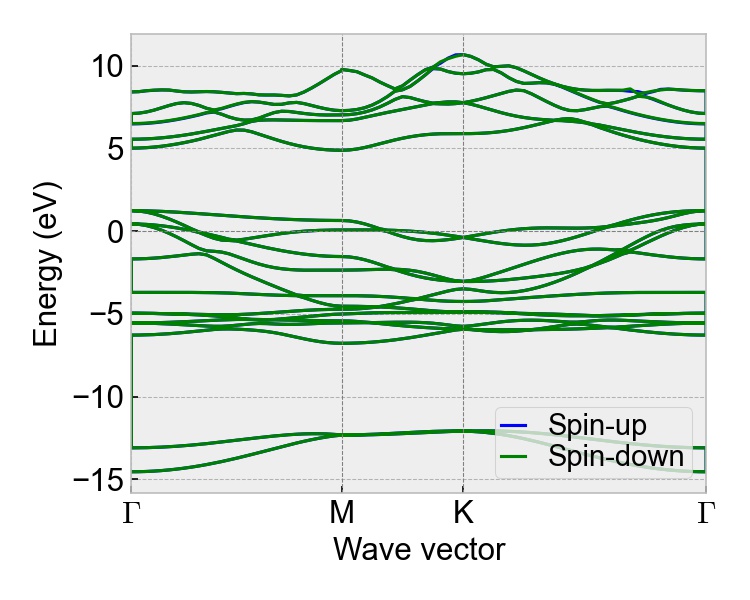 10
5
0
−5
−10
−15
Energy (eV)
Spin-up
Spin-down
Γ M K Γ
Wave vector